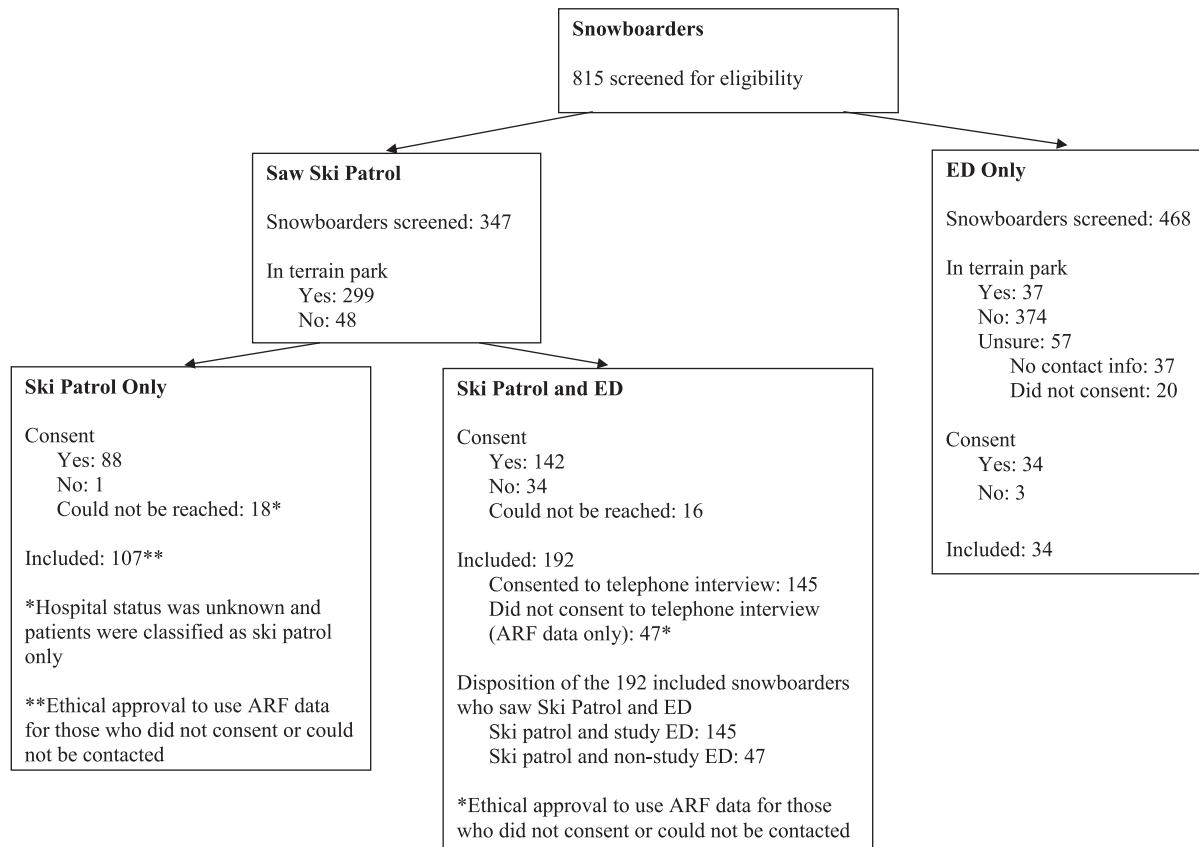 Snowboarders
815 screened for eligibility
Saw Ski Patrol
Snowboarders screened: 347
In terrain park
Yes: 299
No: 48
ED Only
Snowboarders screened: 468
In terrain park
Yes: 37
No: 374
Unsure: 57
No contact info: 37
Did not consent: 20
Consent
Yes: 34
No: 3
Included: 34
Ski Patrol Only
Consent
Yes: 88
No: 1
Could not be reached: 18*
Included: 107**
*Hospital status was unknown and
patients were classified as ski patrol
only
**Ethical approval to use ARF data
for those who did not consent or could
not be contacted
Ski Patrol and ED
Consent
Yes: 142
No: 34
Could not be reached: 16
Included: 192
Consented to telephone interview: 145
Did not consent to telephone interview
(ARF data only): 47*
Disposition of the 192 included snowboarders
who saw Ski Patrol and ED
Ski patrol and study ED: 145
Ski patrol and non-study ED: 47
*Ethical approval to use ARF data for those
who did not consent or could not be contacted